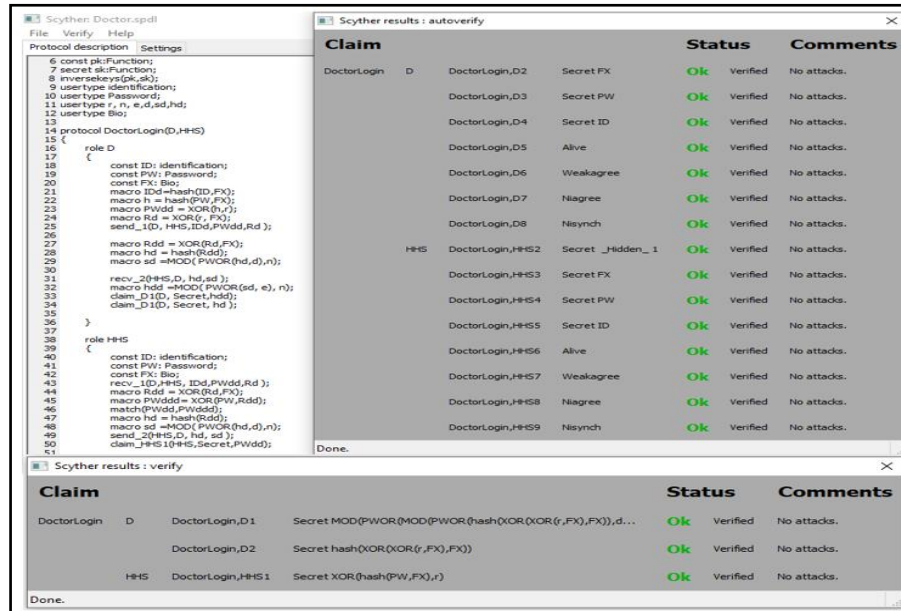 Scyther: Doctor.spdl
File Verify Help
Protocol description Settings
6 const pk:Function;
7 secret sk:Function;
8 inversekeys(pk,sk);
9 usertype identification;
10 usertype Password;
11 usertype r, n, e,d,sd,hd;
12 usertype Bio;
13
14 protocol DoctorLogin(D,HHS)
15 {
16 role D
17 {
18 const ID: identification;
19 const PW: Password;
20 const FX: Bio;
21 macro IDd=hash(ID,FX);
22 macro h = hash(PW,FX);
23 macro PWdd = XOR(h,r);
24 macro Rd = XOR(r, FX);
25 send_1(D, HHS,IDd,PWdd,Rd );
26
27 macro Rdd = XOR(Rd,FX);
28 macro hd = hash(Rdd);
29 macro sd =MOD( PWOR(hd,d),n);
30
31 recv_2(HHS,D, hd,sd );
32 macro hdd =MOD( PWOR(sd, e), n);
33 claim_D1(D, Secret,hdd);
34 claim_D1(D, Secret, hd );
35
36 }
37
38 role HHS
39 {
40 const ID: identification;
41 const PW: Password;
42 const FX: Bio;
43 recv_1(D,HHS, IDd,PWdd,Rd );
44 macro Rdd = XOR(Rd,FX);
45 macro PWddd= XOR(PW,Rdd);
46 match(PWdd,PWddd);
47 macro hd = hash(Rdd);
48 macro sd =MOD( PWOR(hd,d),n);
49 send_2(HHS,D, hd, sd );
50 claim_HHS1(HHS,Secret,PWdd);
51
Scyther results : autoverify
Claim Status Comments
DoctorLogin D DoctorLogin,D2 Secret FX Ok Verified No attacks.
DoctorLogin,D3 Secret PW Ok Verified No attacks.
DoctorLogin,D4 Secret ID Ok Verified No attacks.
DoctorLogin,D5 Alive Ok Verified No attacks.
DoctorLogin,D6 Weakagree Ok Verified No attacks.
DoctorLogin,D7 Niagree Ok Verified No attacks.
DoctorLogin,D8 Nisynch Ok Verified No attacks.
HHS DoctorLogin,HHS2 Secret _Hidden_ 1 Ok Verified No attacks.
DoctorLogin,HHS3 Secret FX Ok Verified No attacks.
DoctorLogin,HHS4 Secret PW Ok Verified No attacks.
DoctorLogin,HHS5 Secret ID Ok Verified No attacks.
DoctorLogin,HHS6 Alive Ok Verified No attacks.
DoctorLogin,HHS7 Weakagree Ok Verified No attacks.
DoctorLogin,HHS8 Niagree Ok Verified No attacks.
DoctorLogin,HHS9 Nisynch Ok Verified No attacks.
Done.
Scyther results : verify
Claim Status Comments
DoctorLogin D DoctorLogin,D1 Secret MOD(PWOR(MOD(PWOR(hash(XOR(XOR(r,FX),FX)),d... Ok Verified No attacks.
DoctorLogin,D2 Secret hash(XOR(XOR(r,FX),FX)) Ok Verified No attacks.
HHS DoctorLogin,HHS1 Secret XOR(hash(PW,FX),r) Ok Verified No attacks.
Done.